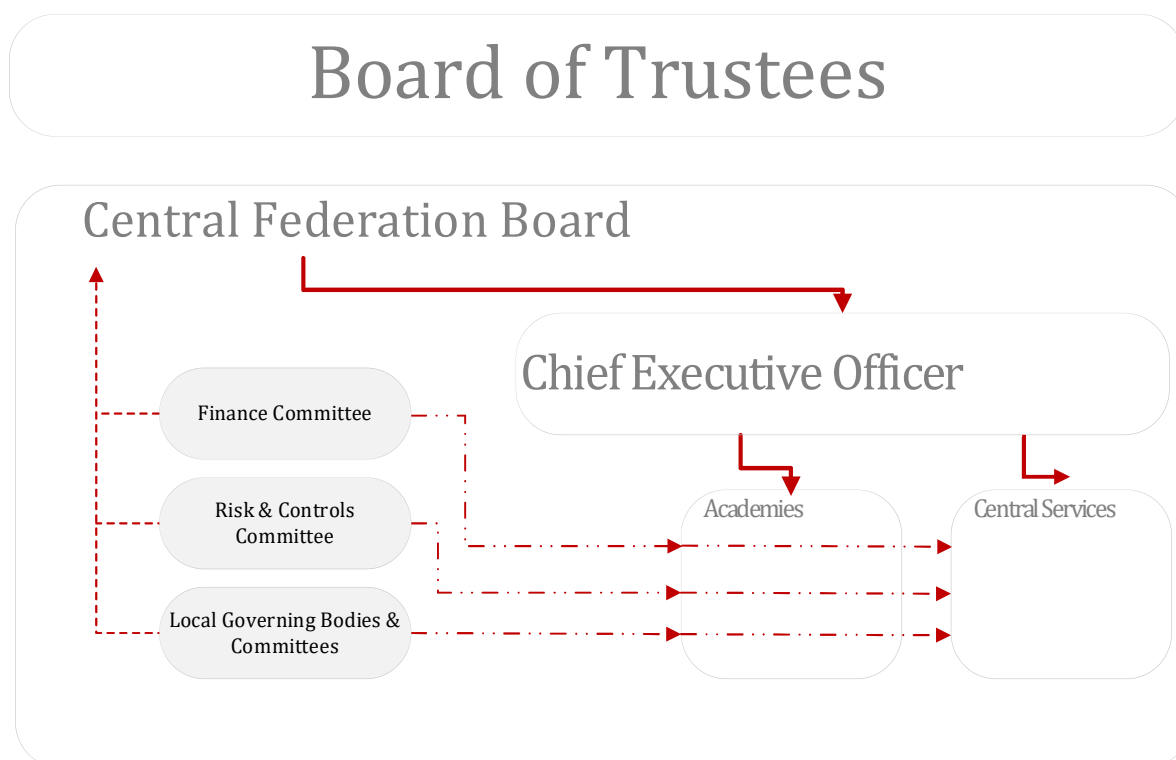 Board of Trustees
Central Federation Board
Chief Executive Officer
Finance Committee
Risk & Controls
Committee
Local Governing Bodies &
Committees
Academies
Central Services